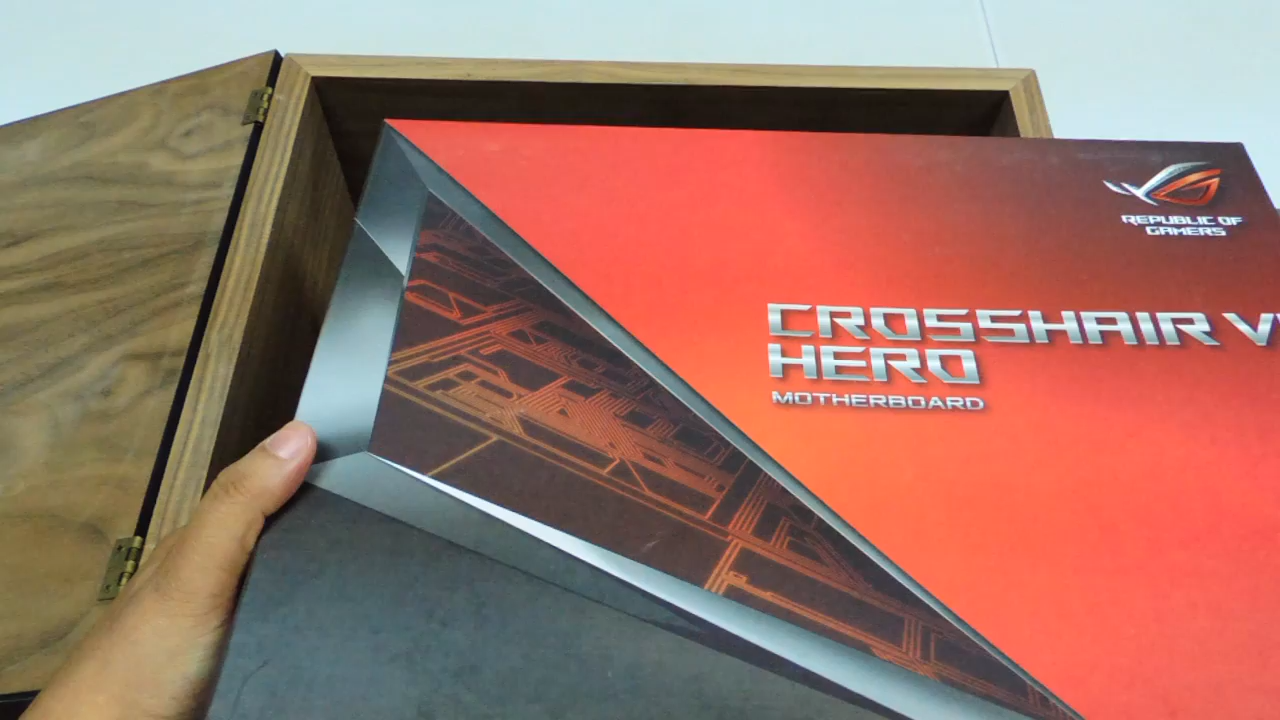 REPUBLIC OF
GAMERS
CROSSHAIR
HERO
MOTHERBOARD